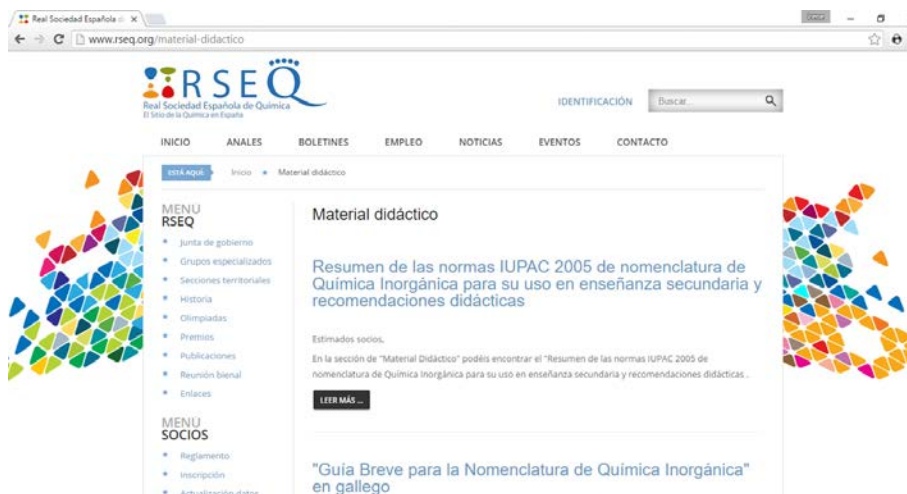 Real Sociedad Española
www.rseq.org/material-didactico
RSEQ
Real Sociedad Española de Química
El Sitio de la Química en España
IDENTIFICACIÓN
Buscar...
INICIO ANALES BOLETINES EMPLEO NOTICIAS EVENTOS CONTACTO
ESTÁ AQUÍ: Inicio Material didáctico
MENÚ
RSEQ
Junta de gobierno
Grupos especializados
Secciones territoriales
Historia
Olimpiadas
Premios
Publicaciones
Reunión bienal
Enlaces
MENÚ
SOCIOS
Reglamento
Inscripción
Actualización datos
Material didáctico
Resumen de las normas IUPAC 2005 de nomenclatura de
Química Inorgánica para su uso en enseñanza secundaria y
recomendaciones didácticas
Estimados socios,
En la sección de "Material Didáctico" podéis encontrar el "Resumen de las normas IUPAC 2005 de
nomenclatura de Química Inorgánica para su uso en enseñanza secundaria y recomendaciones didácticas .
LEER MÁS ...
"Guía Breve para la Nomenclatura de Química Inorgánica"
en gallego